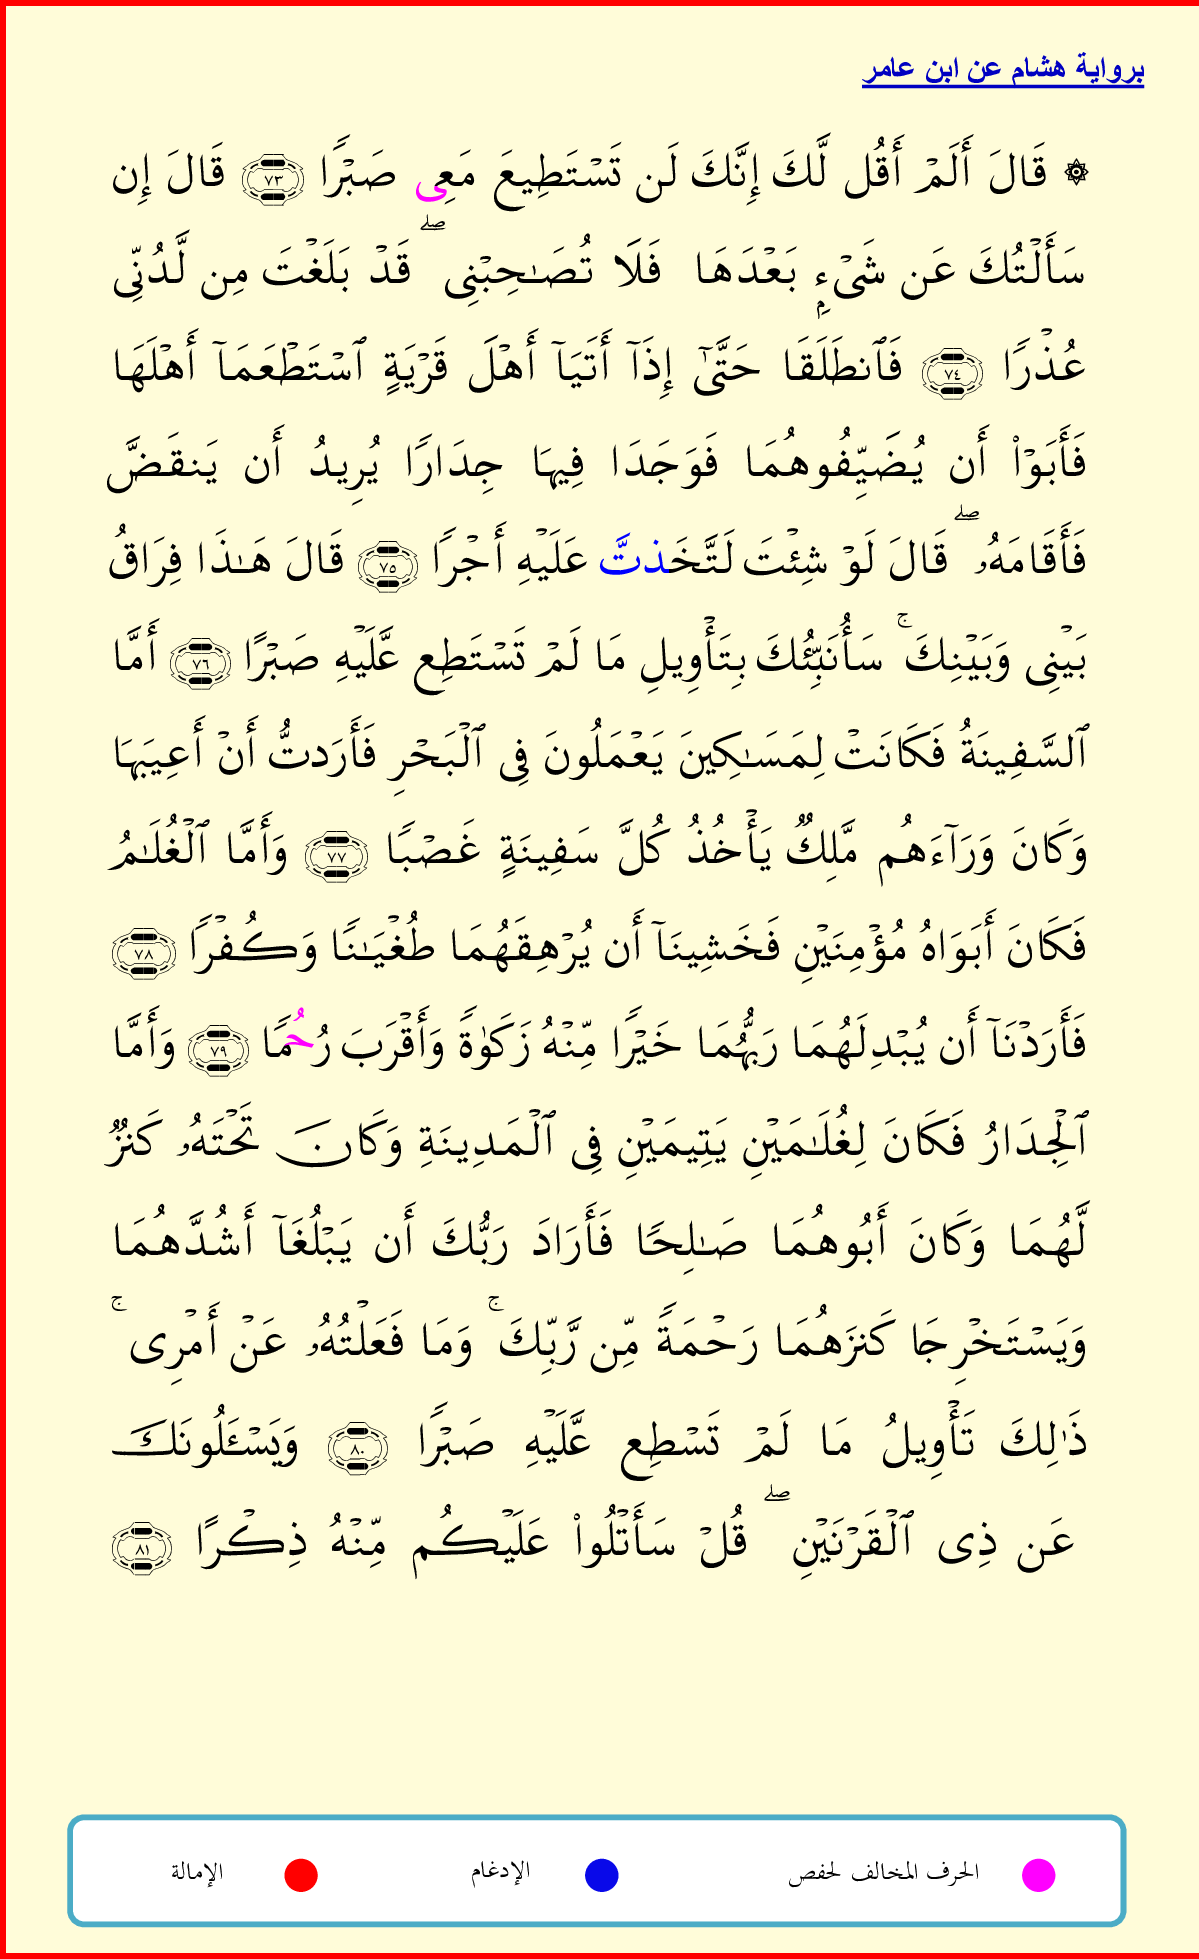 برواية هشام عن ابن عامر
۞ قَالَ أَلَمْ أَقُل لَّكَ إِنَّكَ لَن تَسْتَطِيعَ مَعِى صَبْرًا ٧٣ قَالَ إِن
سَأَلْتُكَ عَن شَىْءٍۭ بَعْدَهَا فَلَا تُصَـٰحِبْنِى ۖ قَدْ بَلَغْتَ مِن لَّدُنِّى
عُذْرًا ٧٤ فَٱنطَلَقَا حَتَّىٰٓ إِذَآ أَتَيَآ أَهْلَ قَرْيَةٍ ٱسْتَطْعَمَآ أَهْلَهَا
فَأَبَوْا۟ أَن يُضَيِّفُوهُمَا فَوَجَدَا فِيهَا جِدَارًا يُرِيدُ أَن يَنقَضَّ
فَأَقَامَهُۥ ۖ قَالَ لَوْ شِئْتَ لَتَّخَذتَّ عَلَيْهِ أَجْرًا ٧٥ قَالَ هَـٰذَا فِرَاقُ
بَيْنِى وَبَيْنِكَ ۚ سَأُنَبِّئُكَ بِتَأْوِيلِ مَا لَمْ تَسْتَطِع عَّلَيْهِ صَبْرًا ٧٦ أَمَّا
ٱلسَّفِينَةُ فَكَانَتْ لِمَسَـٰكِينَ يَعْمَلُونَ فِى ٱلْبَحْرِ فَأَرَدتُّ أَنْ أَعِيبَهَا
وَكَانَ وَرَآءَهُم مَّلِكٌ يَأْخُذُ كُلَّ سَفِينَةٍ غَصْبًا ٧٧ وَأَمَّا ٱلْغُلَـٰمُ
فَكَانَ أَبَوَاهُ مُؤْمِنَيْنِ فَخَشِينَآ أَن يُرْهِقَهُمَا طُغْيَـٰنًا وَكُفْرًا ٧٨
فَأَرَدْنَآ أَن يُبْدِلَهُمَا رَبُّهُمَا خَيْرًا مِّنْهُ زَكَوٰةً وَأَقْرَبَ رُحُمًا ٧٩ وَأَمَّا
ٱلْجِدَارُ فَكَانَ لِغُلَـٰمَيْنِ يَتِيمَيْنِ فِى ٱلْمَدِينَةِ وَكَانَ تَحْتَهُۥ كَنزٌ
لَّهُمَا وَكَانَ أَبُوهُمَا صَـٰلِحًا فَأَرَادَ رَبُّكَ أَن يَبْلُغَآ أَشُدَّهُمَا
وَيَسْتَخْرِجَا كَنزَهُمَا رَحْمَةً مِّن رَّبِّكَ ۚ وَمَا فَعَلْتُهُۥ عَنْ أَمْرِى ۚ
ذَٰلِكَ تَأْوِيلُ مَا لَمْ تَسْطِع عَّلَيْهِ صَبْرًا ٨٠ وَيَسْـَٔلُونَكَ
عَن ذِى ٱلْقَرْنَيْنِ ۖ قُلْ سَأَتْلُوا۟ عَلَيْكُم مِّنْهُ ذِكْرًا ٨١
الحرف المخالف لحفص الإدغام الإمالة